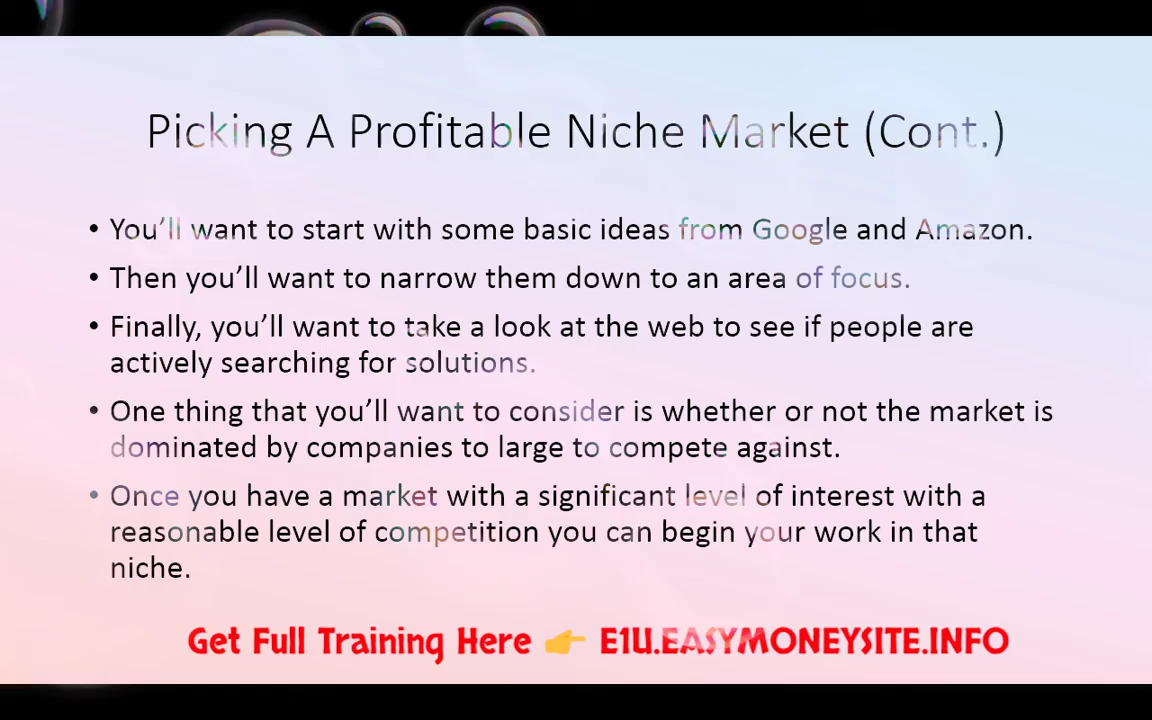 Picking A Profitable Niche Market (Cont.)
• You'll want to start with some basic ideas from Google and Amazon.
• Then you'll want to narrow them down to an area of focus.
• Finally, you'll want to take a look at the web to see if people are
actively searching for solutions.
• One thing that you'll want to consider is whether or not the market is
dominated by companies to large to compete against.
• Once you have a market with a significant level of interest with a
reasonable level of competition you can begin your work in that
niche.
Get Full Training Here 👉 E1U.EASYMONEYSITE.INFO